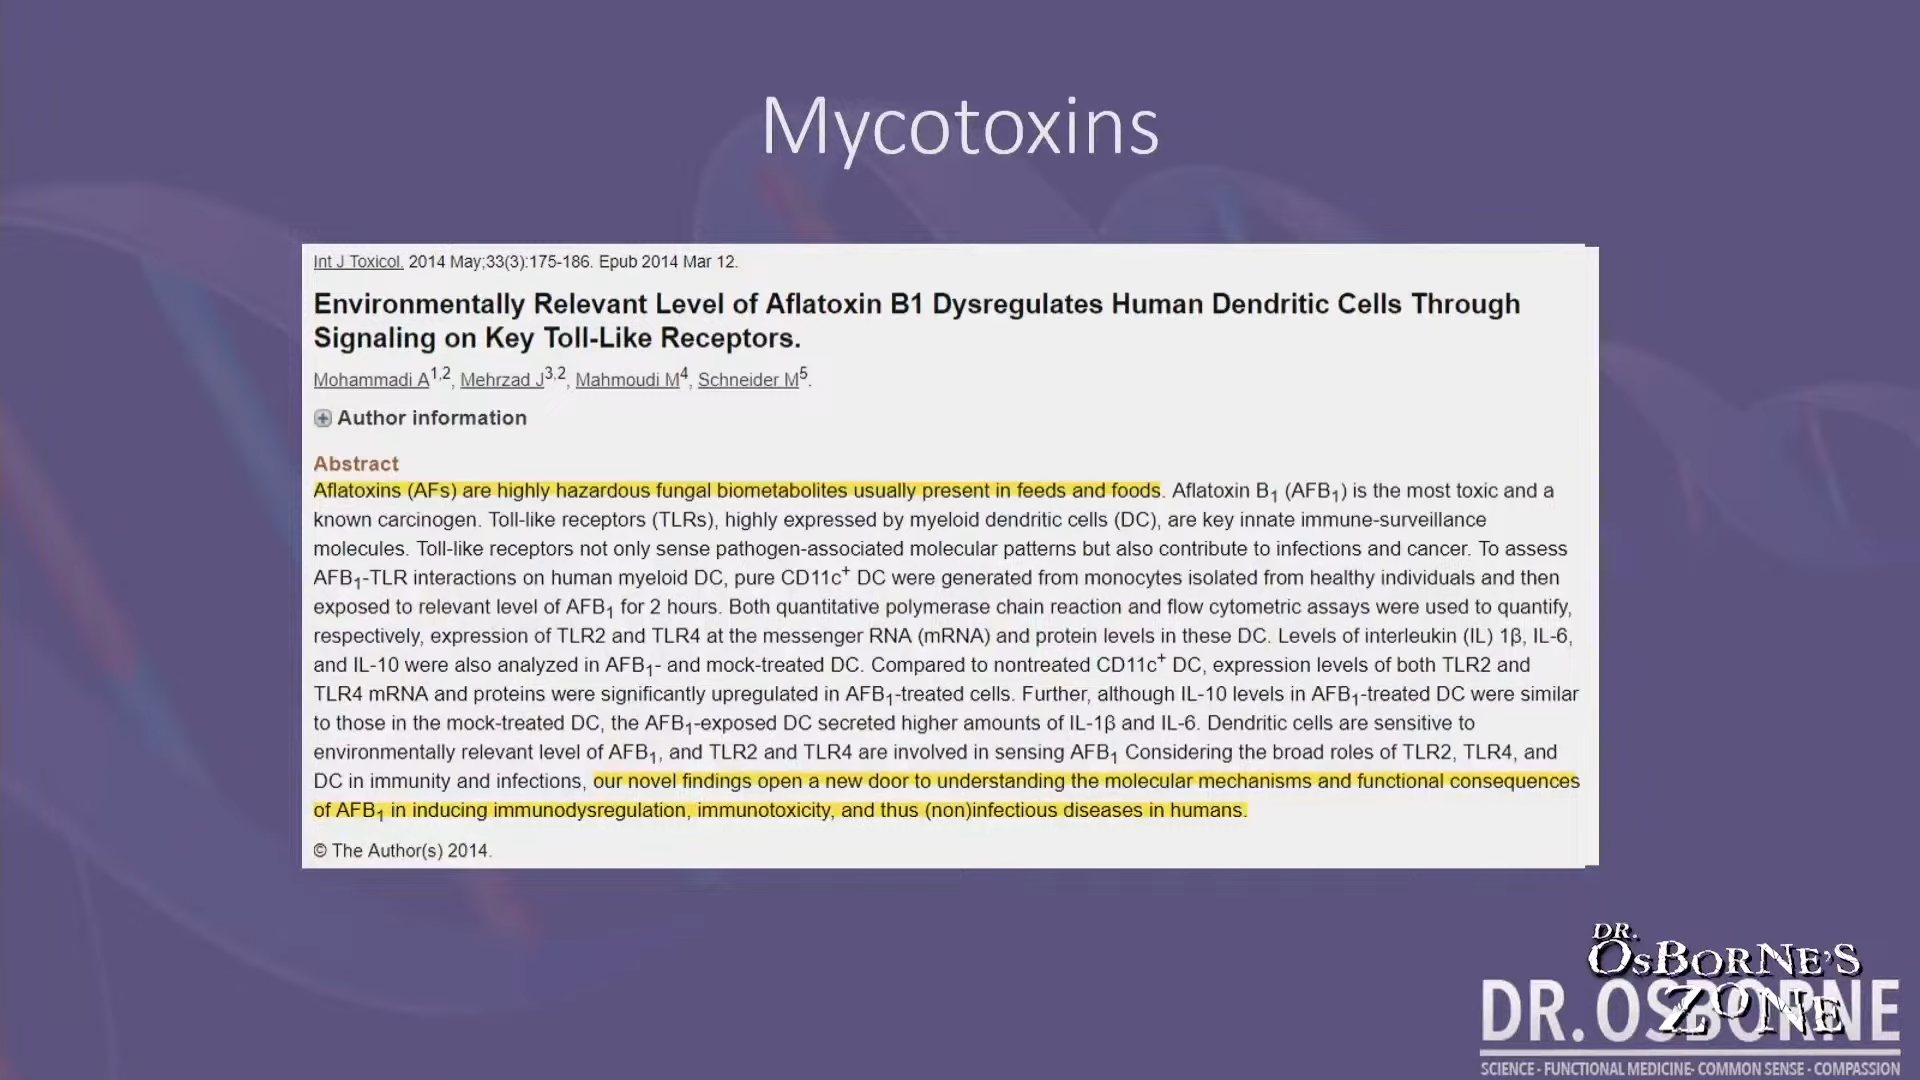 Mycotoxins
Int J Toxicol. 2014 May;33(3):175-186. Epub 2014 Mar 12.
Environmentally Relevant Level of Aflatoxin B1 Dysregulates Human Dendritic Cells Through
Signaling on Key Toll-Like Receptors.
Mohammadi A1,2, Mehrzad J3,2, Mahmoudi M4, Schneider M5.
Author information
Abstract
Aflatoxins (AFs) are highly hazardous fungal biometabolites usually present in feeds and foods. Aflatoxin B1 (AFB1) is the most toxic and a
known carcinogen. Toll-like receptors (TLRs), highly expressed by myeloid dendritic cells (DC), are key innate immune-surveillance
molecules. Toll-like receptors not only sense pathogen-associated molecular patterns but also contribute to infections and cancer. To assess
AFB1-TLR interactions on human myeloid DC, pure CD11c+ DC were generated from monocytes isolated from healthy individuals and then
exposed to relevant level of AFB1 for 2 hours. Both quantitative polymerase chain reaction and flow cytometric assays were used to quantify,
respectively, expression of TLR2 and TLR4 at the messenger RNA (mRNA) and protein levels in these DC. Levels of interleukin (IL) 1β, IL-6,
and IL-10 were also analyzed in AFB1- and mock-treated DC. Compared to nontreated CD11c+ DC, expression levels of both TLR2 and
TLR4 mRNA and proteins were significantly upregulated in AFB1-treated cells. Further, although IL-10 levels in AFB1-treated DC were similar
to those in the mock-treated DC, the AFB1-exposed DC secreted higher amounts of IL-1β and IL-6. Dendritic cells are sensitive to
environmentally relevant level of AFB1, and TLR2 and TLR4 are involved in sensing AFB1 Considering the broad roles of TLR2, TLR4, and
DC in immunity and infections, our novel findings open a new door to understanding the molecular mechanisms and functional consequences
of AFB1 in inducing immunodysregulation, immunotoxicity, and thus (non)infectious diseases in humans.
© The Author(s) 2014.
DR.
OSBORNE'S
ZONE
DR. OSBORNE
SCIENCE - FUNCTIONAL MEDICINE- COMMON SENSE - COMPASSION